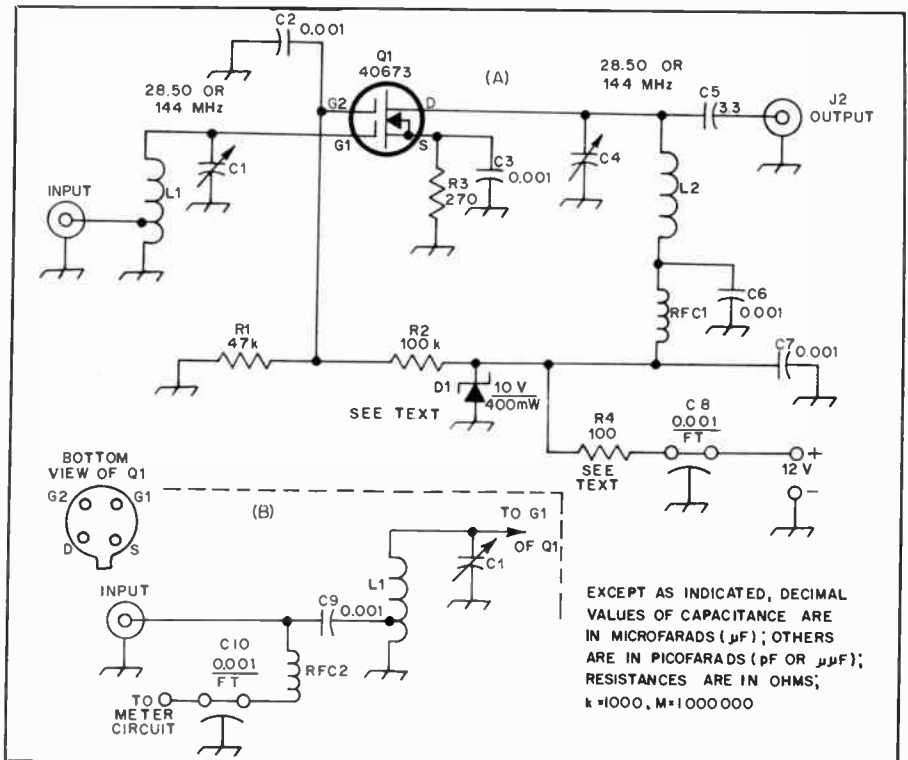 C2
0.001
Q1
40673
(A)
28.50 OR
144 MHz
28.50 OR
144 MHz
C5
3.3
J2
OUTPUT
G2
D
G1
S
C1
C3
0.001
C4
R3
270
L1
L2
INPUT
C6
0.001
RFC1
R1
47k
R2
100k
C7
0.001
D1
10 V
400mW
SEE TEXT
C8
0.001
FT
R4
100
SEE
TEXT
+
12 V
-
BOTTOM
VIEW OF Q1
G2
G1
D
S
(B)
TO G1
OF Q1
C1
L1
INPUT
C9
0.001
C10
0.001
FT
RFC2
TO
METER
CIRCUIT
EXCEPT AS INDICATED, DECIMAL
VALUES OF CAPACITANCE ARE
IN MICROFARADS (µF); OTHERS
ARE IN PICOFARADS (pF OR µµF);
RESISTANCES ARE IN OHMS;
k=1000, M=1000000